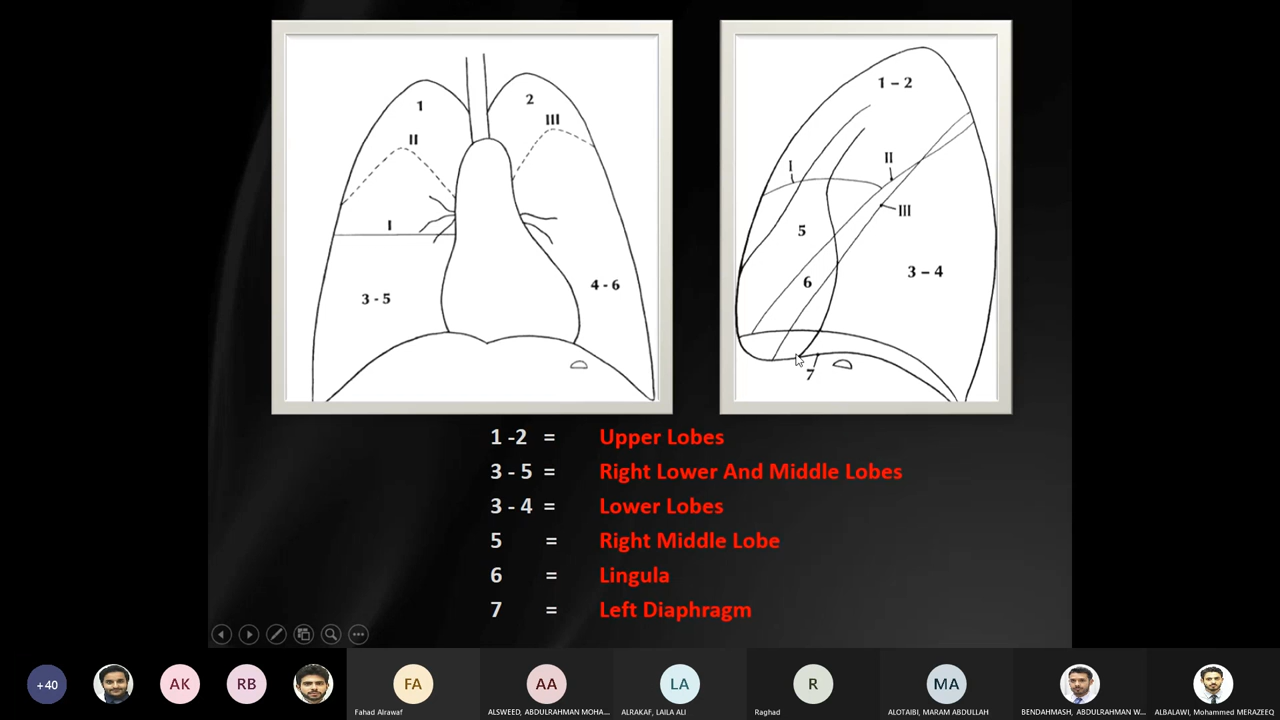 1
2
II
III
I
3 - 5
4 - 6
1 – 2
I
II
III
5
6
3 – 4
7
1 -2 = Upper Lobes
3 - 5 = Right Lower And Middle Lobes
3 - 4 = Lower Lobes
5 = Right Middle Lobe
6 = Lingula
7 = Left Diaphragm
+40
AK
RB
FA
AA
LA
R
MA
Fahad Alrawaf
ALSWEED, ABDULRAHMAN MOHA...
ALRAKAF, LAILA ALI
Raghad
ALOTAIBI, MARAM ABDULLAH
BENDAHMASH, ABDULRAHMAN W...
ALBALAWI, Mohammed MERAZEEQ